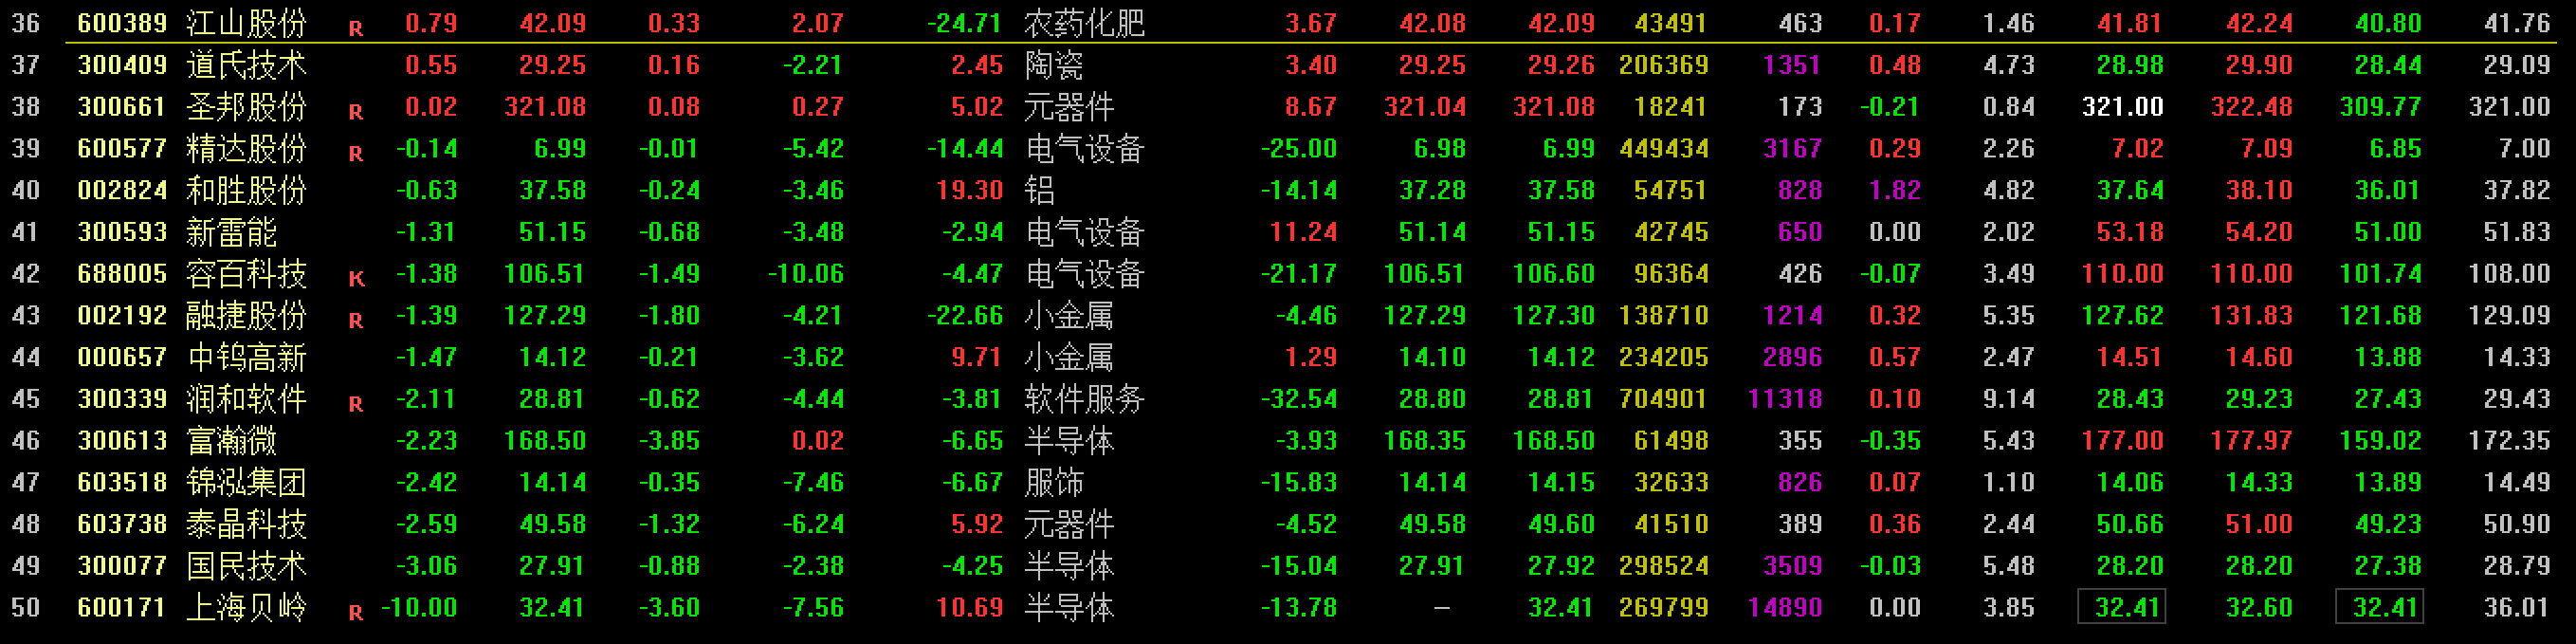 36 600389 江山股份 R 0.79 42.09 0.33 2.07 -24.71 农药化肥 3.67 42.08 42.09 43491 463 0.17 1.46 41.81 42.24 40.80 41.76
37 300409 道氏技术 0.55 29.25 0.16 -2.21 2.45 陶瓷 3.40 29.25 29.26 206369 1351 0.48 4.73 28.98 29.90 28.44 29.09
38 300661 圣邦股份 R 0.02 321.08 0.08 0.27 5.02 元器件 8.67 321.04 321.08 18241 173 -0.21 0.84 321.00 322.48 309.77 321.00
39 600577 精达股份 R -0.14 6.99 -0.01 -5.42 -14.44 电气设备 -25.00 6.98 6.99 449434 3167 0.29 2.26 7.02 7.09 6.85 7.00
40 002824 和胜股份 -0.63 37.58 -0.24 -3.46 19.30 铝 -14.14 37.28 37.58 54751 828 1.82 4.82 37.64 38.10 36.01 37.82
41 300593 新雷能 -1.31 51.15 -0.68 -3.48 -2.94 电气设备 11.24 51.14 51.15 42745 650 0.00 2.02 53.18 54.20 51.00 51.83
42 688005 容百科技 K -1.38 106.51 -1.49 -10.06 -4.47 电气设备 -21.17 106.51 106.60 96364 426 -0.07 3.49 110.00 110.00 101.74 108.00
43 002192 融捷股份 R -1.39 127.29 -1.80 -4.21 -22.66 小金属 -4.46 127.29 127.30 138710 1214 0.32 5.35 127.62 131.83 121.68 129.09
44 000657 中钨高新 -1.47 14.12 -0.21 -3.62 9.71 小金属 1.29 14.10 14.12 234205 2896 0.57 2.47 14.51 14.60 13.88 14.33
45 300339 润和软件 R -2.11 28.81 -0.62 -4.44 -3.81 软件服务 -32.54 28.80 28.81 704901 11318 0.10 9.14 28.43 29.23 27.43 29.43
46 300613 富瀚微 -2.23 168.50 -3.85 0.02 -6.65 半导体 -3.93 168.35 168.50 61498 355 -0.35 5.43 177.00 177.97 159.02 172.35
47 603518 锦泓集团 -2.42 14.14 -0.35 -7.46 -6.67 服饰 -15.83 14.14 14.15 32633 826 0.07 1.10 14.06 14.33 13.89 14.49
48 603738 泰晶科技 -2.59 49.58 -1.32 -6.24 5.92 元器件 -4.52 49.58 49.60 41510 389 0.36 2.44 50.66 51.00 49.23 50.90
49 300077 国民技术 -3.06 27.91 -0.88 -2.38 -4.25 半导体 -15.04 27.91 27.92 298524 3509 -0.03 5.48 28.20 28.20 27.38 28.79
50 600171 上海贝岭 R -10.00 32.41 -3.60 -7.56 10.69 半导体 -13.78 — 32.41 269799 14890 0.00 3.85 32.41 32.60 32.41 36.01